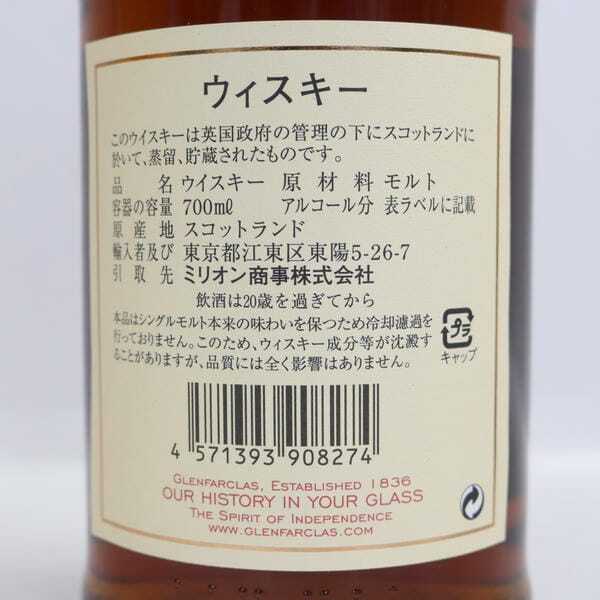 ウィスキー
このウイスキーは英国政府の管理の下にスコットランドに
於いて、蒸留、貯蔵されたものです。
品名 ウイスキー 原材料 モルト
容器の容量 700mℓ アルコール分 表ラベルに記載
原産地 スコットランド
輸入者及び 東京都江東区東陽5-26-7
引取先 ミリオン商事株式会社
飲酒は20歳を過ぎてから
本品はシングルモルト本来の味わいを保つため冷却濾過を
行っておりません。このため、ウィスキー成分等が沈澱す
ることがありますが、品質には全く影響はありません。
プラ
キャップ
4 571393 908274
GLENFARCLAS, ESTABLISHED 1836
OUR HISTORY IN YOUR GLASS
THE SPIRIT OF INDEPENDENCE
WWW.GLENFARCLAS.COM